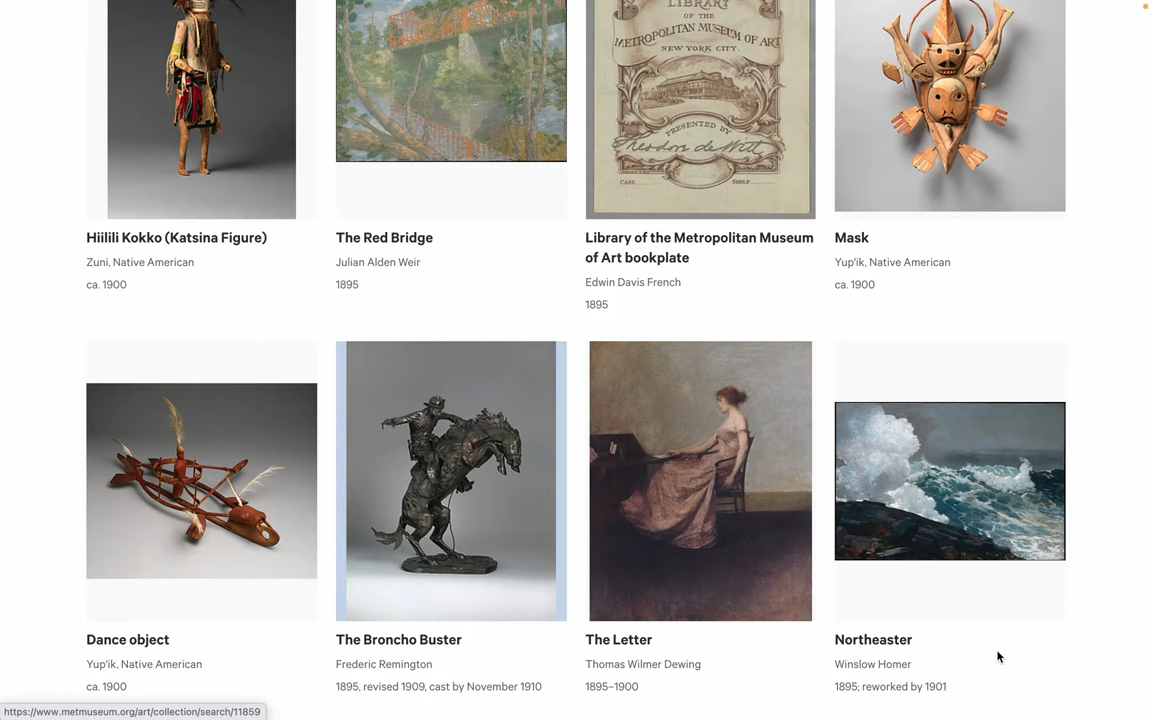 LIBRARY
OF THE
METROPOLITAN MUSEUM OF ART
NEW YORK CITY.
PRESENTED BY
Theodore de Witt
CASE SHELF
Hiilili Kokko (Katsina Figure)
Zuni, Native American
ca. 1900
The Red Bridge
Julian Alden Weir
1895
Library of the Metropolitan Museum
of Art bookplate
Edwin Davis French
1895
Mask
Yup'ik, Native American
ca. 1900
Dance object
Yup'ik, Native American
ca. 1900
The Broncho Buster
Frederic Remington
1895, revised 1909, cast by November 1910
The Letter
Thomas Wilmer Dewing
1895–1900
Northeaster
Winslow Homer
1895; reworked by 1901
https://www.metmuseum.org/art/collection/search/11859